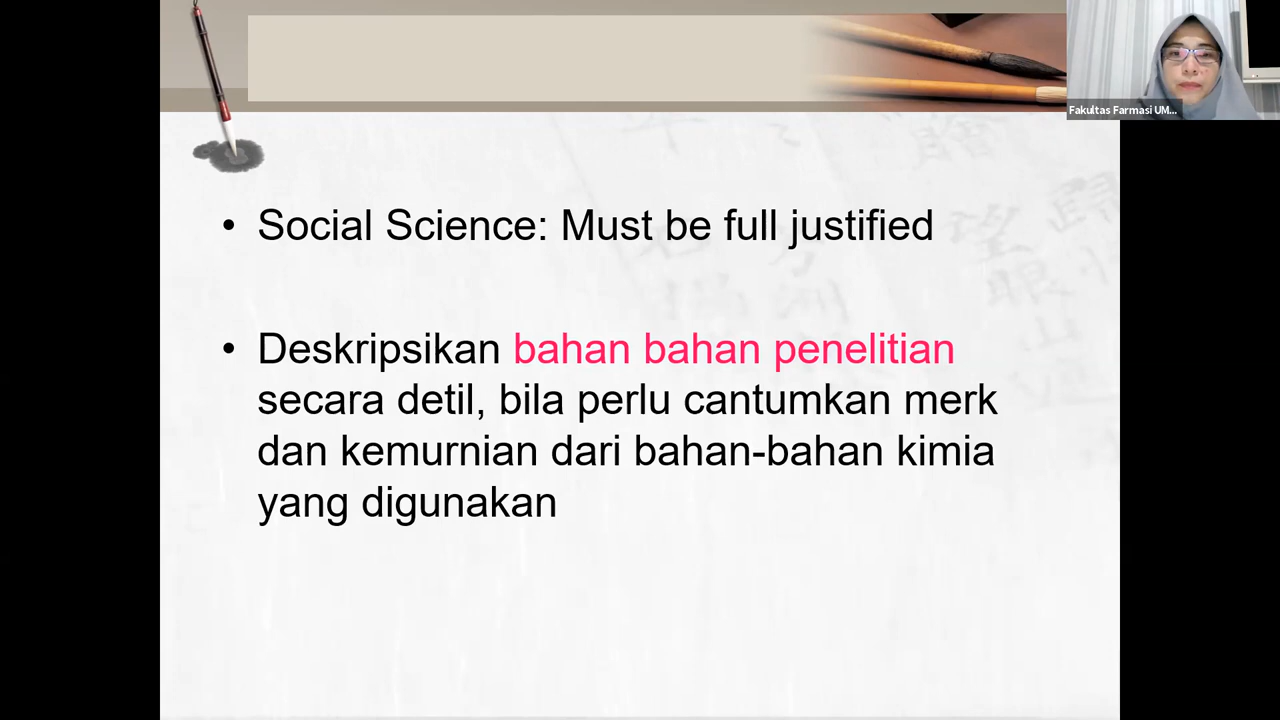 Fakultas Farmasi UM...
• Social Science: Must be full justified
• Deskripsikan bahan bahan penelitian
secara detil, bila perlu cantumkan merk
dan kemurnian dari bahan-bahan kimia
yang digunakan